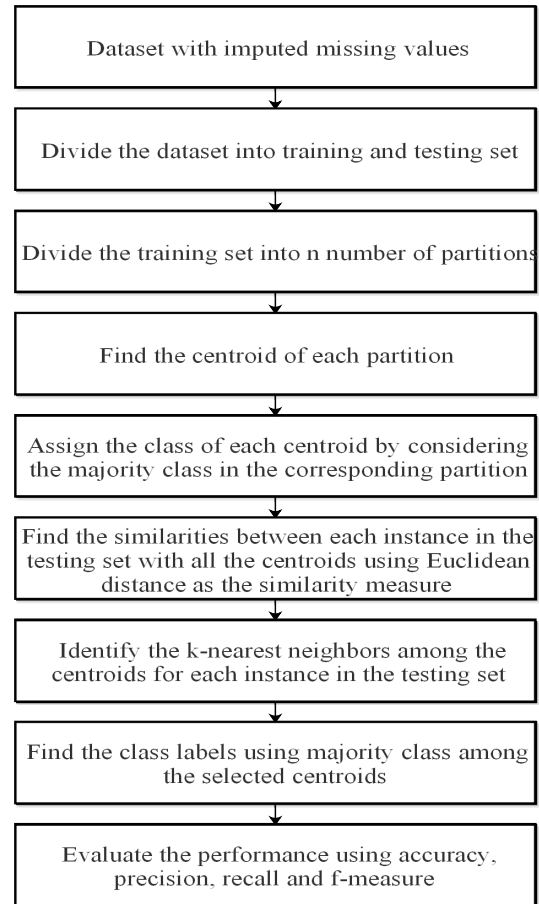 Dataset with imputed missing values
Divide the dataset into training and testing set
Divide the training set into n number of partitions
Find the centroid of each partition
Assign the class of each centroid by considering
the majority class in the corresponding partition
Find the similarities between each instance in the
testing set with all the centroids using Euclidean
distance as the similarity measure
Identify the k-nearest neighbors among the
centroids for each instance in the testing set
Find the class labels using majority class among
the selected centroids
Evaluate the performance using accuracy,
precision, recall and f-measure